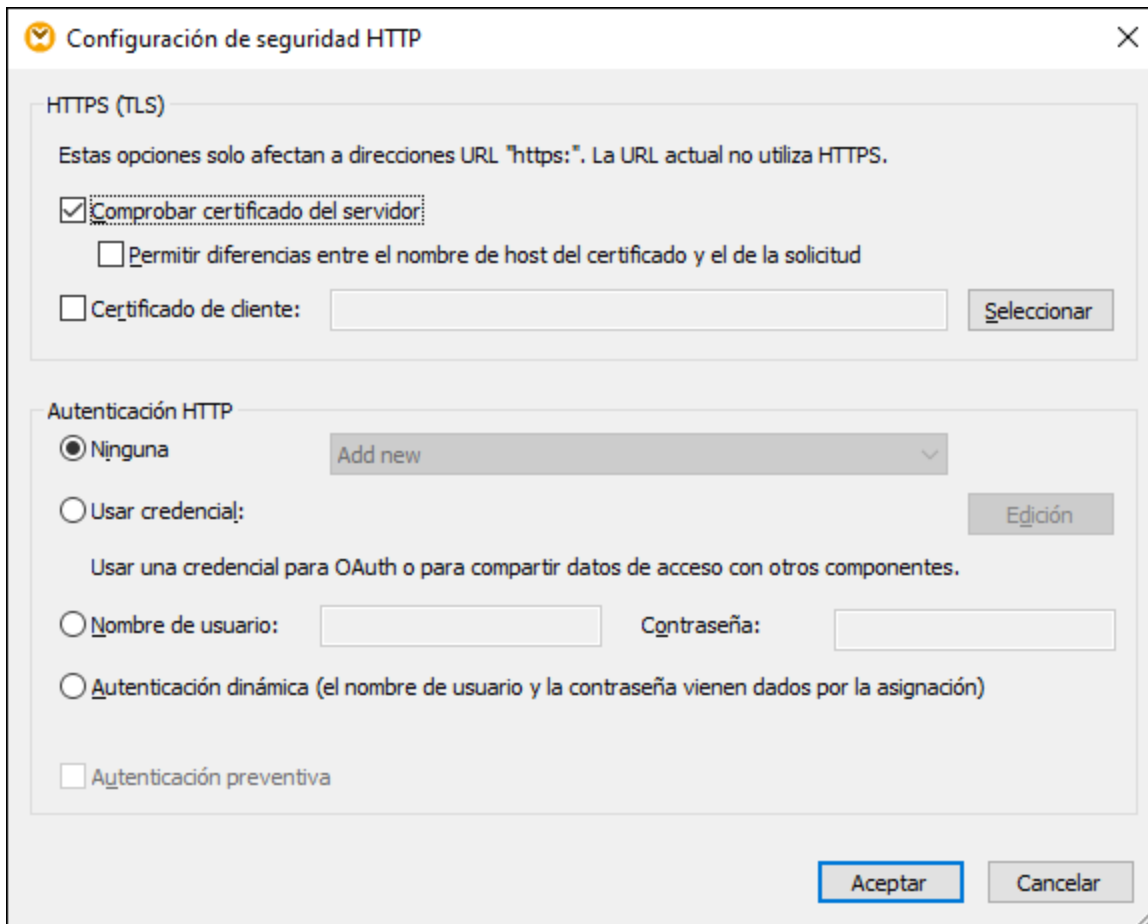 Configuración de seguridad HTTP
HTTPS (TLS)
Estas opciones solo afectan a direcciones URL "https:". La URL actual no utiliza HTTPS.
Comprobar certificado del servidor
Permitir diferencias entre el nombre de host del certificado y el de la solicitud
Certificado de cliente: Seleccionar
Autenticación HTTP
Ninguna Add new
Usar credencial: Edición
Usar una credencial para OAuth o para compartir datos de acceso con otros componentes.
Nombre de usuario: Contraseña:
Autenticación dinámica (el nombre de usuario y la contraseña vienen dados por la asignación)
Autenticación preventiva
Aceptar Cancelar